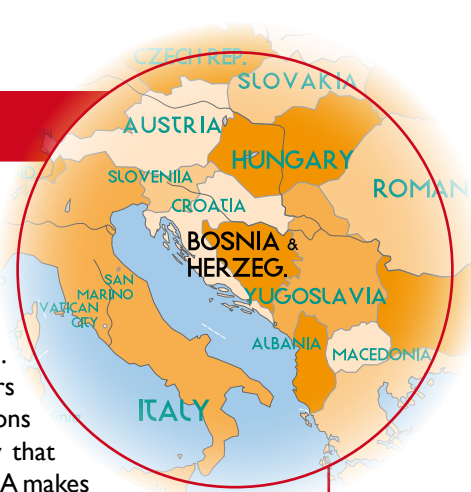 CZECH REP.
SLOVAKIA
AUSTRIA
HUNGARY
SLOVENIIA
ROMAN
CROATIA
BOSNIA &
HERZEG.
SAN
MARINO
YUGOSLAVIA
VATICAN
CITY
ALBANIA
MACEDONIA
.
rs
ITALY
ons
that
A makes